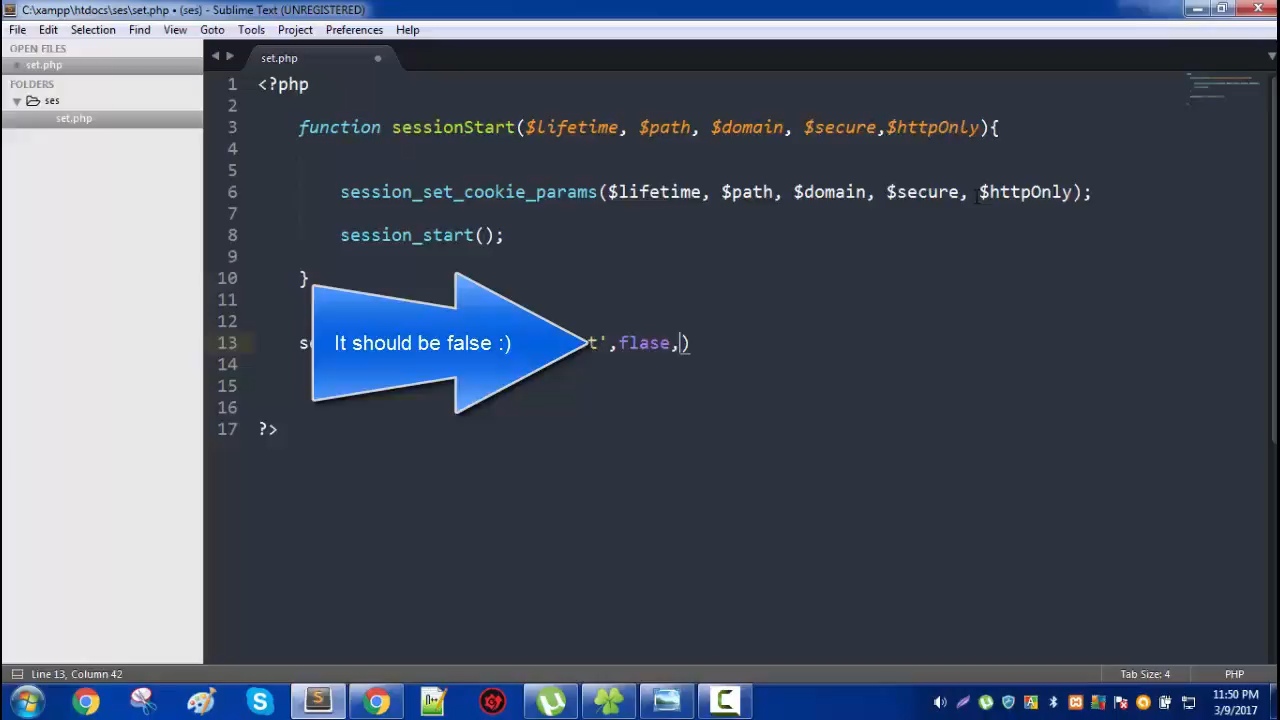 C:\xampp\htdocs\ses\set.php • (ses) - Sublime Text (UNREGISTERED)
File Edit Selection Find View Goto Tools Project Preferences Help
OPEN FILES
set.php
FOLDERS
ses
set.php
set.php
1 <?php
2
3 function sessionStart($lifetime, $path, $domain, $secure,$httpOnly){
4
5
6 session_set_cookie_params($lifetime, $path, $domain, $secure, $httpOnly);
7
8 session_start();
9
10 }
11
12
13 t',flase,)
It should be false :)
14
15
16
17 ?>
Line 13, Column 42
Tab Size: 4
PHP
11:50 PM
3/9/2017